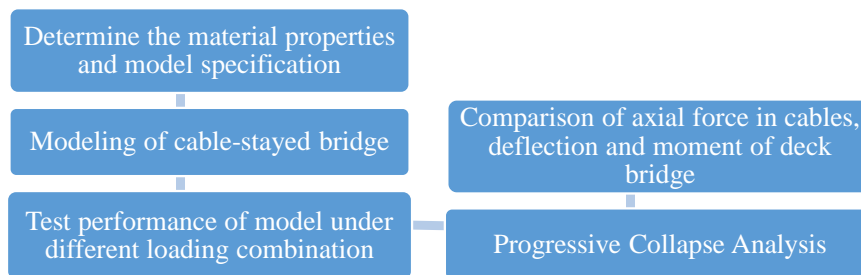 Determine the material properties
and model specification
Modeling of cable-stayed bridge
Test performance of model under
different loading combination
Progressive Collapse Analysis
Comparison of axial force in cables,
deflection and moment of deck
bridge